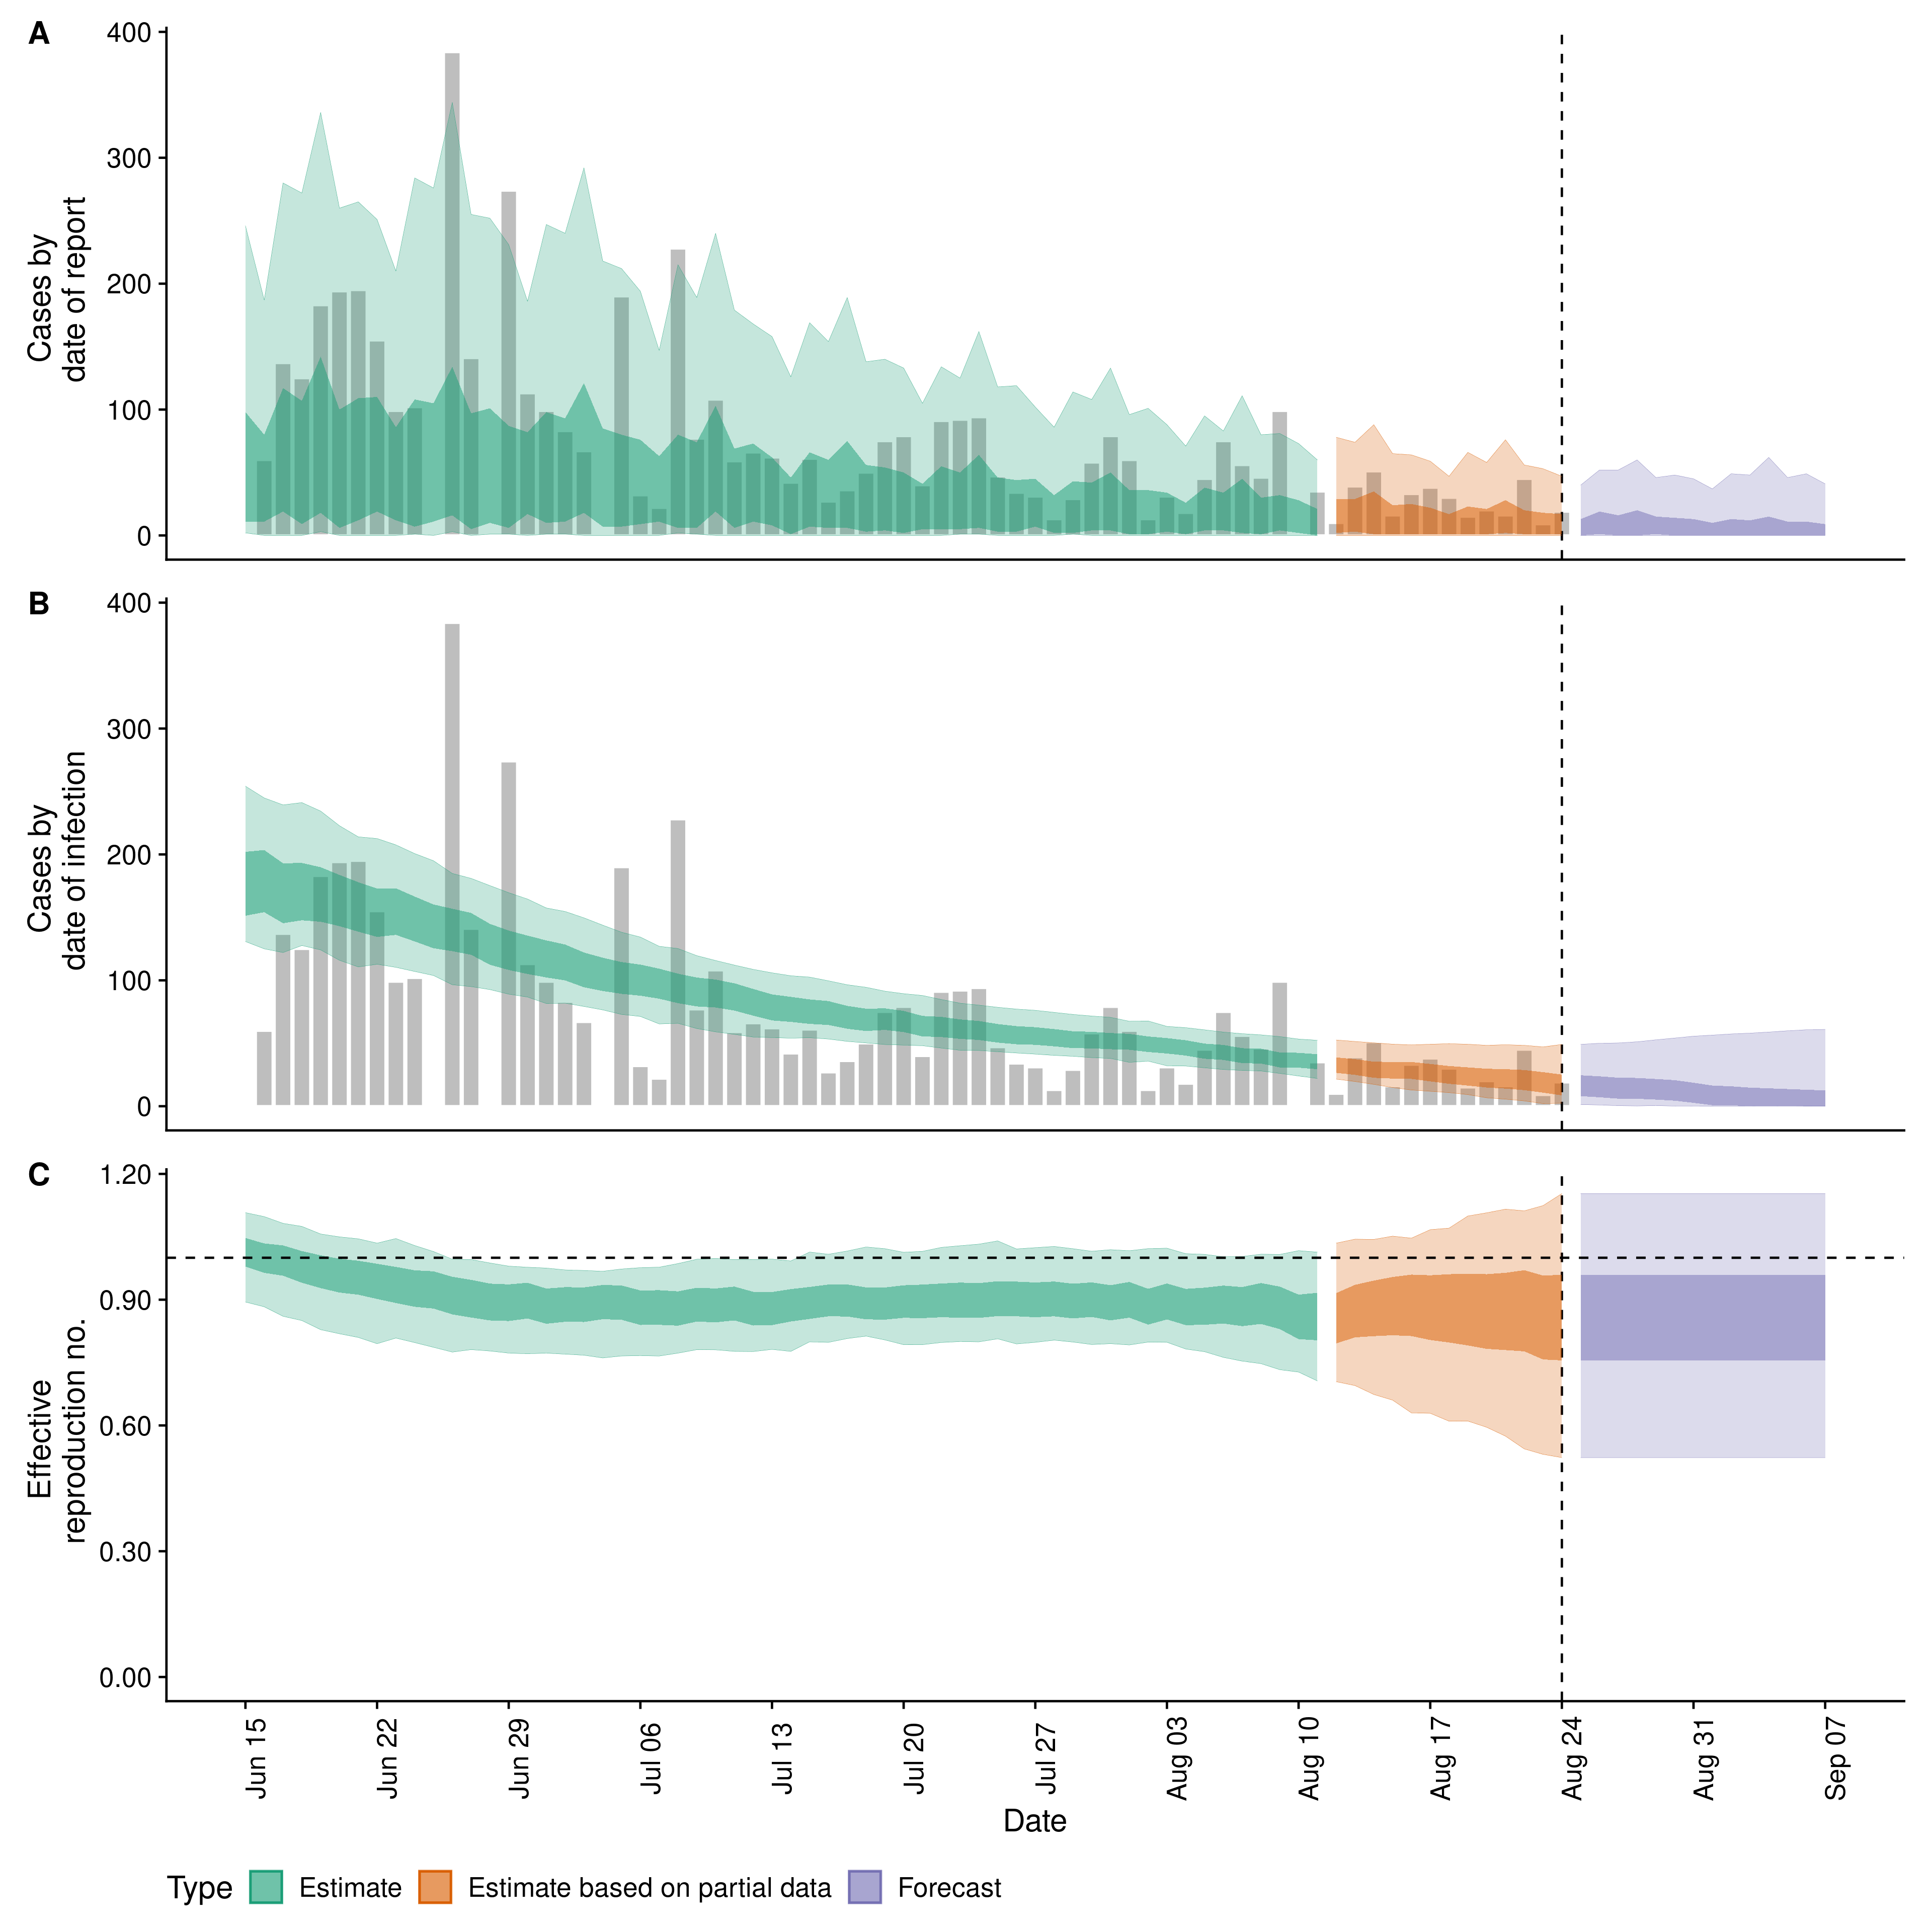 A
400
300
200
100
0
Cases by
date of report
B
400
300
200
100
0
Cases by
date of infection
C
1.20
0.90
0.60
0.30
0.00
Effective
reproduction no.
Jun 15
Jun 22
Jun 29
Jul 06
Jul 13
Jul 20
Jul 27
Aug 03
Aug 10
Aug 17
Aug 24
Aug 31
Sep 07
Date
Type Estimate Estimate based on partial data Forecast